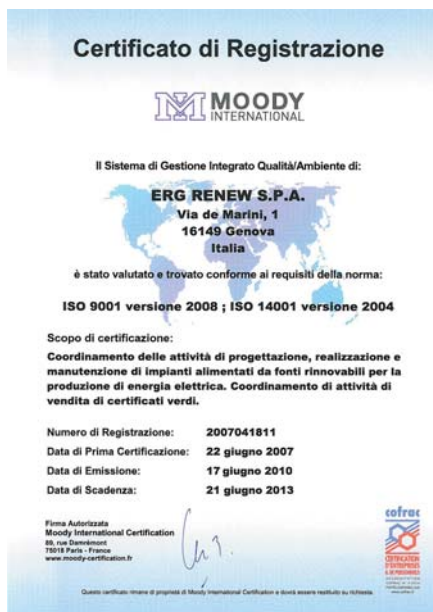 Certificato di Registrazione
MOODY
INTERNATIONAL
Il Sistema di Gestione Integrato Qualità/Ambiente di:
ERG RENEW S.P.A.
Via de Marini, 1
16149 Genova
Italia
è stato valutato e trovato conforme ai requisiti della norma:
ISO 9001 versione 2008 ; ISO 14001 versione 2004
Scopo di certificazione:
Coordinamento delle attività di progettazione, realizzazione e
manutenzione di impianti alimentati da fonti rinnovabili per la
produzione di energia elettrica. Coordinamento di attività di
vendita di certificati verdi.
Numero di Registrazione: 2007041811
Data di Prima Certificazione: 22 giugno 2007
Data di Emissione: 17 giugno 2010
Data di Scadenza: 21 giugno 2013
Firma Autorizzata
Moody International Certification
89, rue Damrémont
75018 Paris - France
www.moody-certification.fr
cofrac
CERTIFICATION
D'ENTREPRISES
& DE PERSONNELS
Questo certificato rimane di proprietà di Moody International Certification e dovrà essere restituito su richiesta.